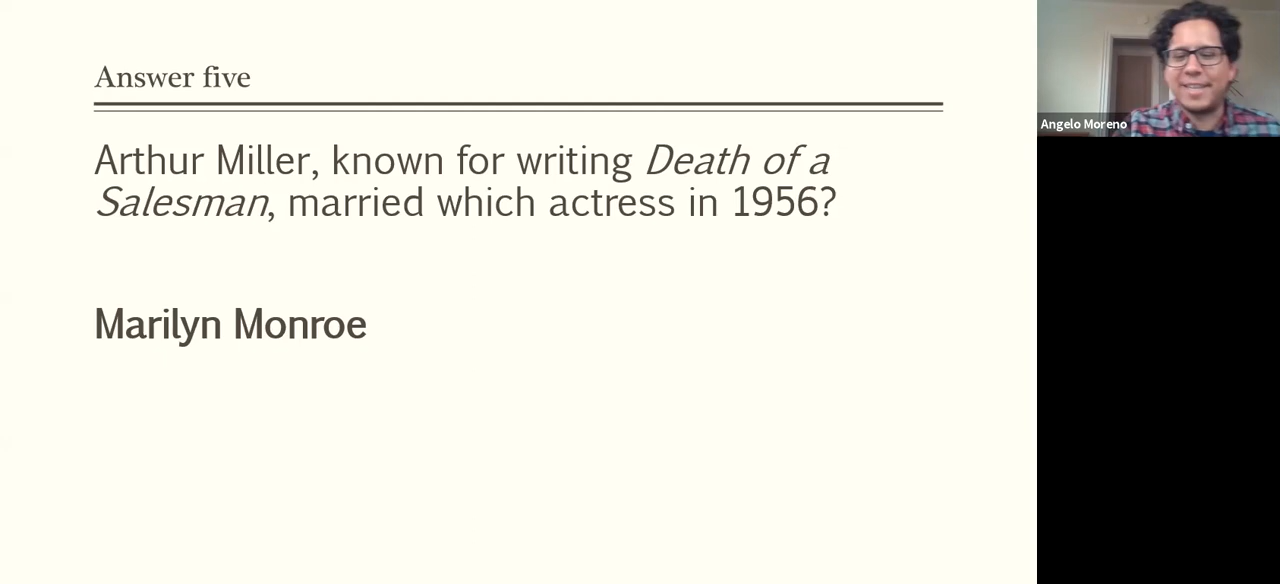 Answer five
Arthur Miller, known for writing Death of a
Salesman, married which actress in 1956?
Marilyn Monroe
Angelo Moreno